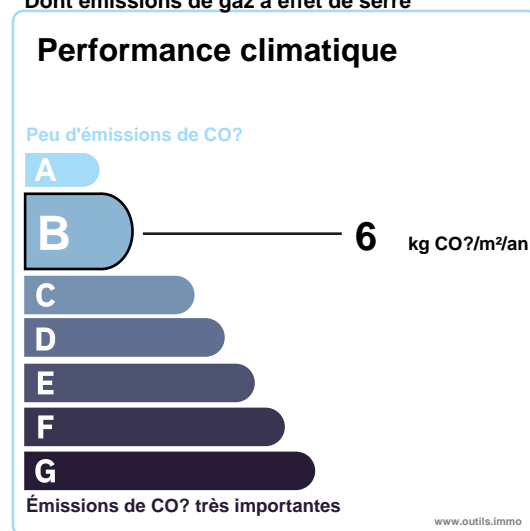 Dont émissions de gaz à effet de serre
Performance climatique
Peu d'émissions de CO?
A
B 6 kg CO?/m²/an
C
D
E
F
G
Émissions de CO? très importantes
www.outils.immo